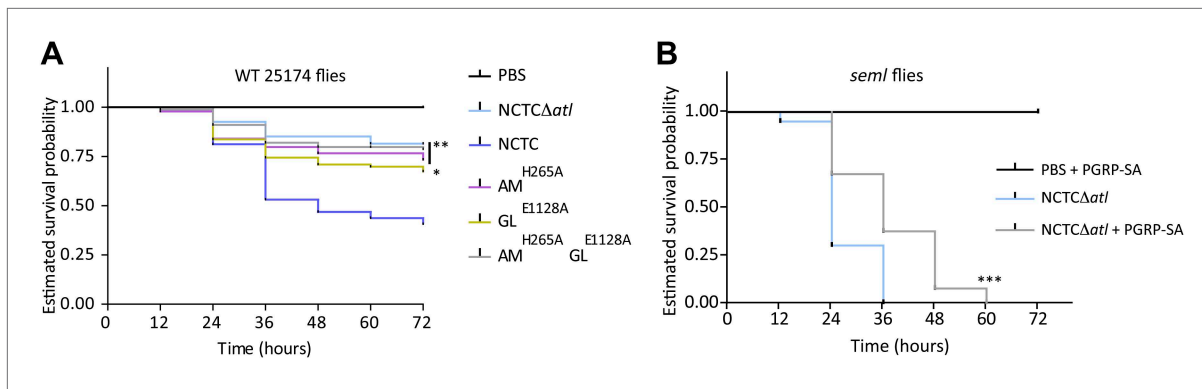 A
WT 25174 flies
Estimated survival probability
1.00
0.75
0.50
0.25
0.00
0 12 24 36 48 60 72
Time (hours)
**
*
PBS
NCTCΔatl
NCTC
AM^H265A
GL^E1128A
AM^H265A GL^E1128A
B
seml flies
Estimated survival probability
1.00
0.75
0.50
0.25
0.00
0 12 24 36 48 60 72
Time (hours)
***
PBS + PGRP-SA
NCTCΔatl
NCTCΔatl + PGRP-SA